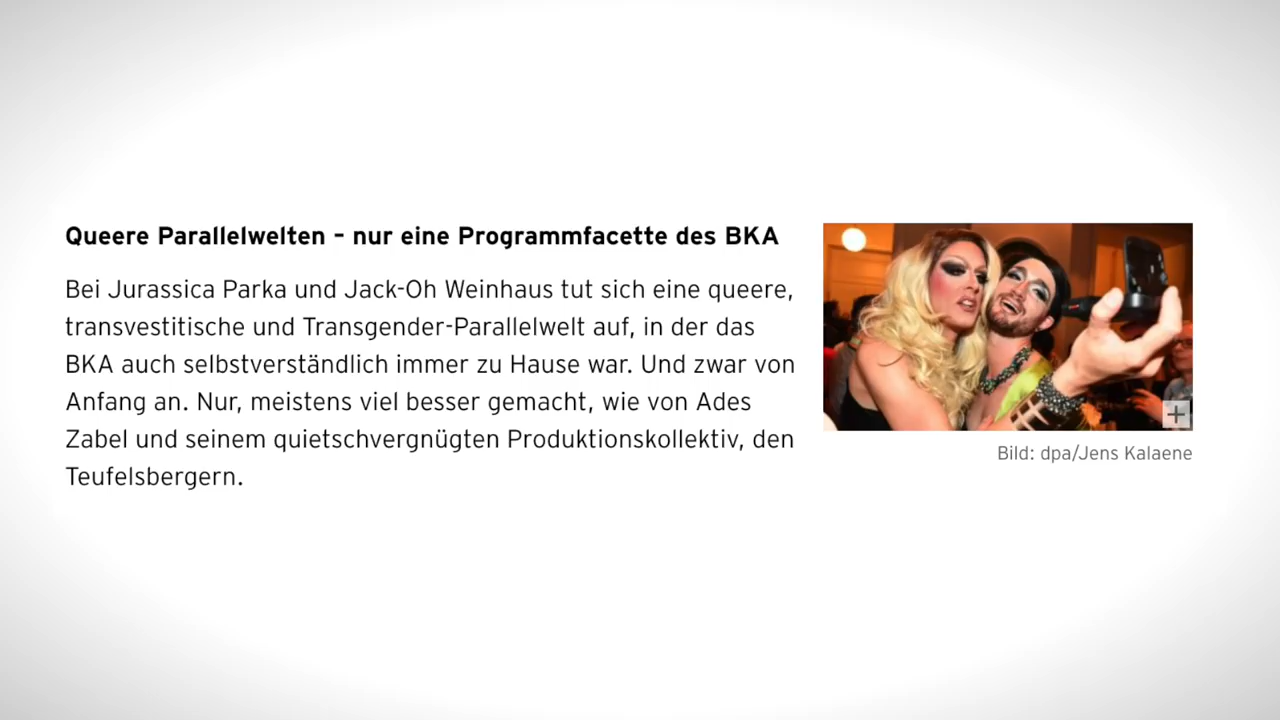 Queere Parallelwelten – nur eine Programmfacette des BKA
Bei Jurassica Parka und Jack-Oh Weinhaus tut sich eine queere,
transvestitische und Transgender-Parallelwelt auf, in der das
BKA auch selbstverständlich immer zu Hause war. Und zwar von
Anfang an. Nur, meistens viel besser gemacht, wie von Ades
Zabel und seinem quietschvergnügten Produktionskollektiv, den
Teufelsbergern.
Bild: dpa/Jens Kalaene